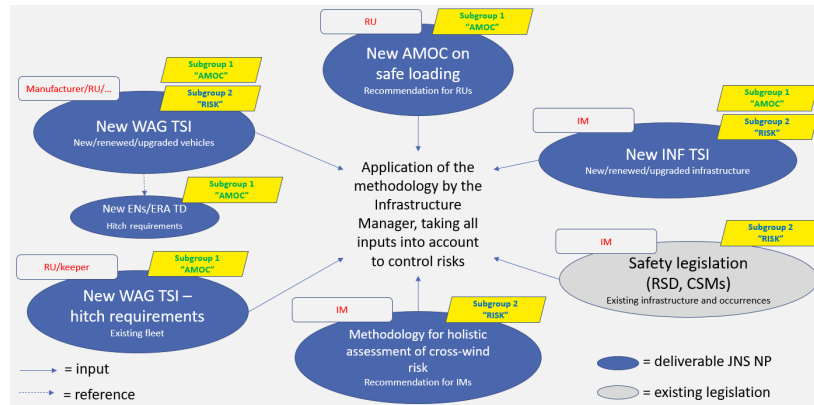 RU
Subgroup 1
"AMOC"
New AMOC on
safe loading
Recommendation for RUs
Manufacturer/RU/…
Subgroup 1
"AMOC"
Subgroup 2
"RISK"
New WAG TSI
New/renewed/upgraded vehicles
IM
Subgroup 1
"AMOC"
Subgroup 2
"RISK"
New INF TSI
New/renewed/upgraded infrastructure
Subgroup 1
"AMOC"
New ENs/ERA TD
Hitch requirements
Application of the
methodology by the
Infrastructure
Manager, taking all
inputs into account
to control risks
RU/keeper
Subgroup 1
"AMOC"
New WAG TSI –
hitch requirements
Existing fleet
IM
Subgroup 2
"RISK"
Safety legislation
(RSD, CSMs)
Existing infrastructure and occurrences
IM
Subgroup 2
"RISK"
Methodology for holistic
assessment of cross-wind
risk
Recommendation for IMs
= input
= reference
= deliverable JNS NP
= existing legislation